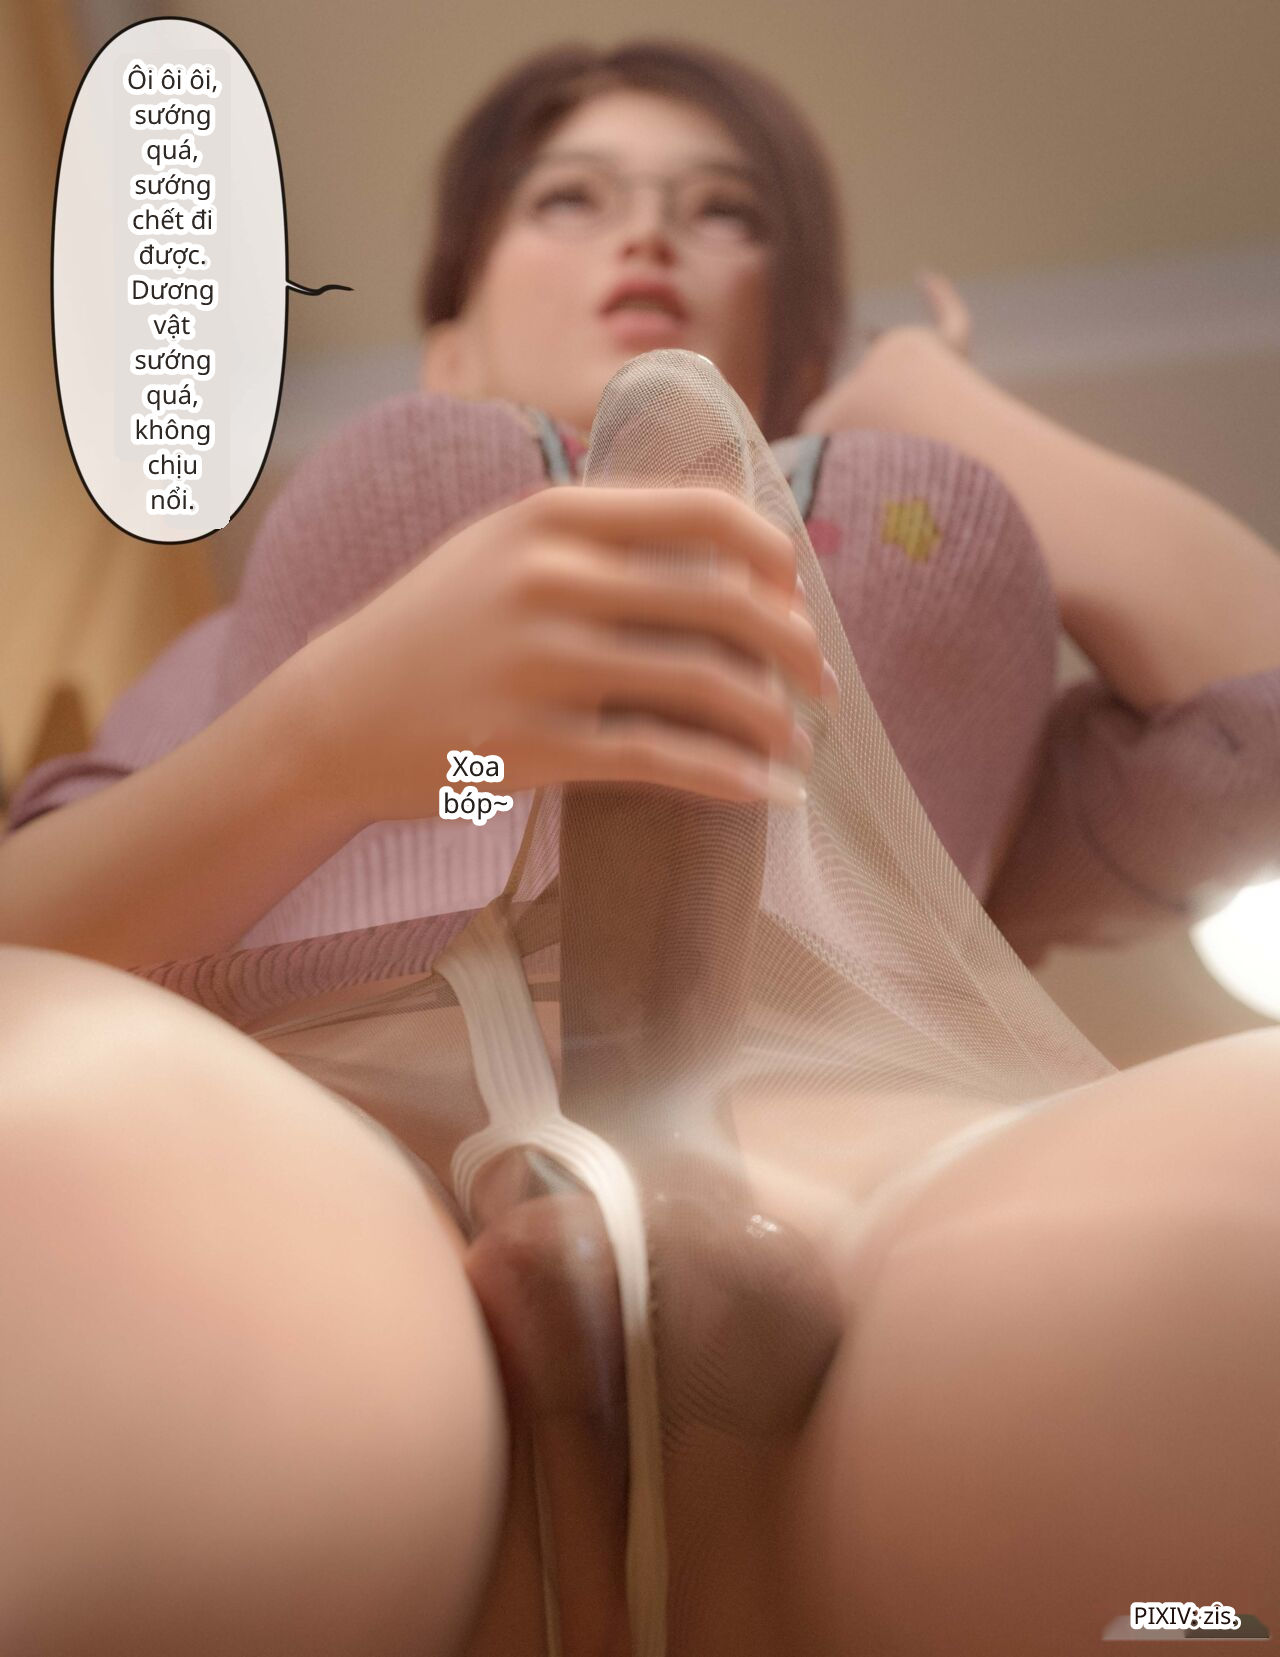 Ôi ôi ôi,
sướng
quá,
sướng
chết đi
được.
Dương
vật
sướng
quá,
không
chịu
nổi.
Xoa
bóp~
PIXIV:zis.